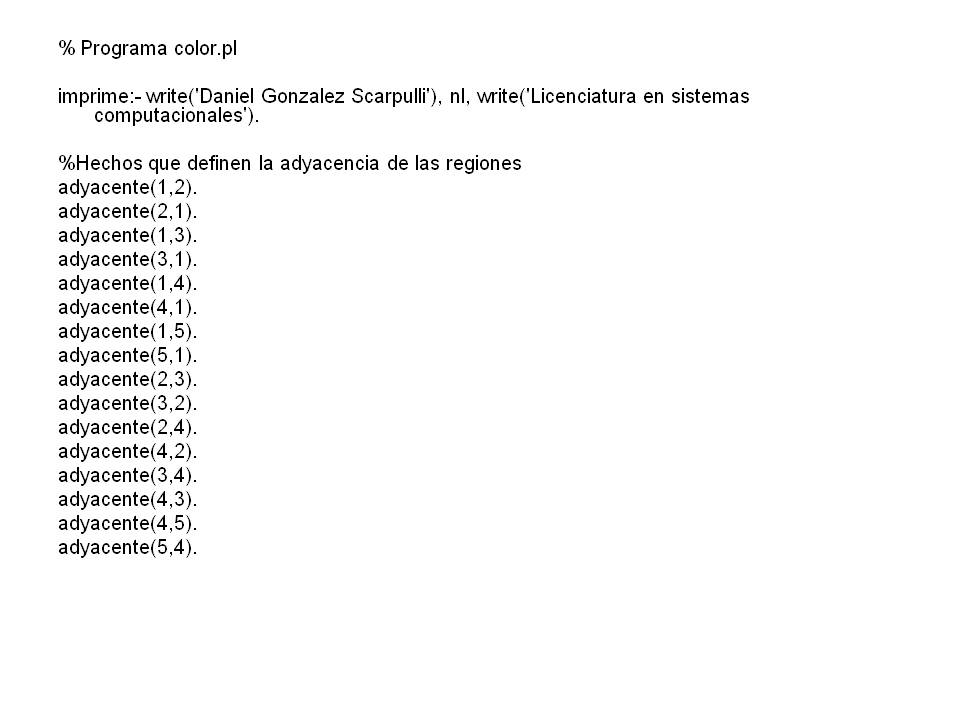 % Programa color.pl
imprime:- write('Daniel Gonzalez Scarpulli'), nl, write('Licenciatura en sistemas
computacionales').
%Hechos que definen la adyacencia de las regiones
adyacente(1,2).
adyacente(2,1).
adyacente(1,3).
adyacente(3,1).
adyacente(1,4).
adyacente(4,1).
adyacente(1,5).
adyacente(5,1).
adyacente(2,3).
adyacente(3,2).
adyacente(2,4).
adyacente(4,2).
adyacente(3,4).
adyacente(4,3).
adyacente(4,5).
adyacente(5,4).